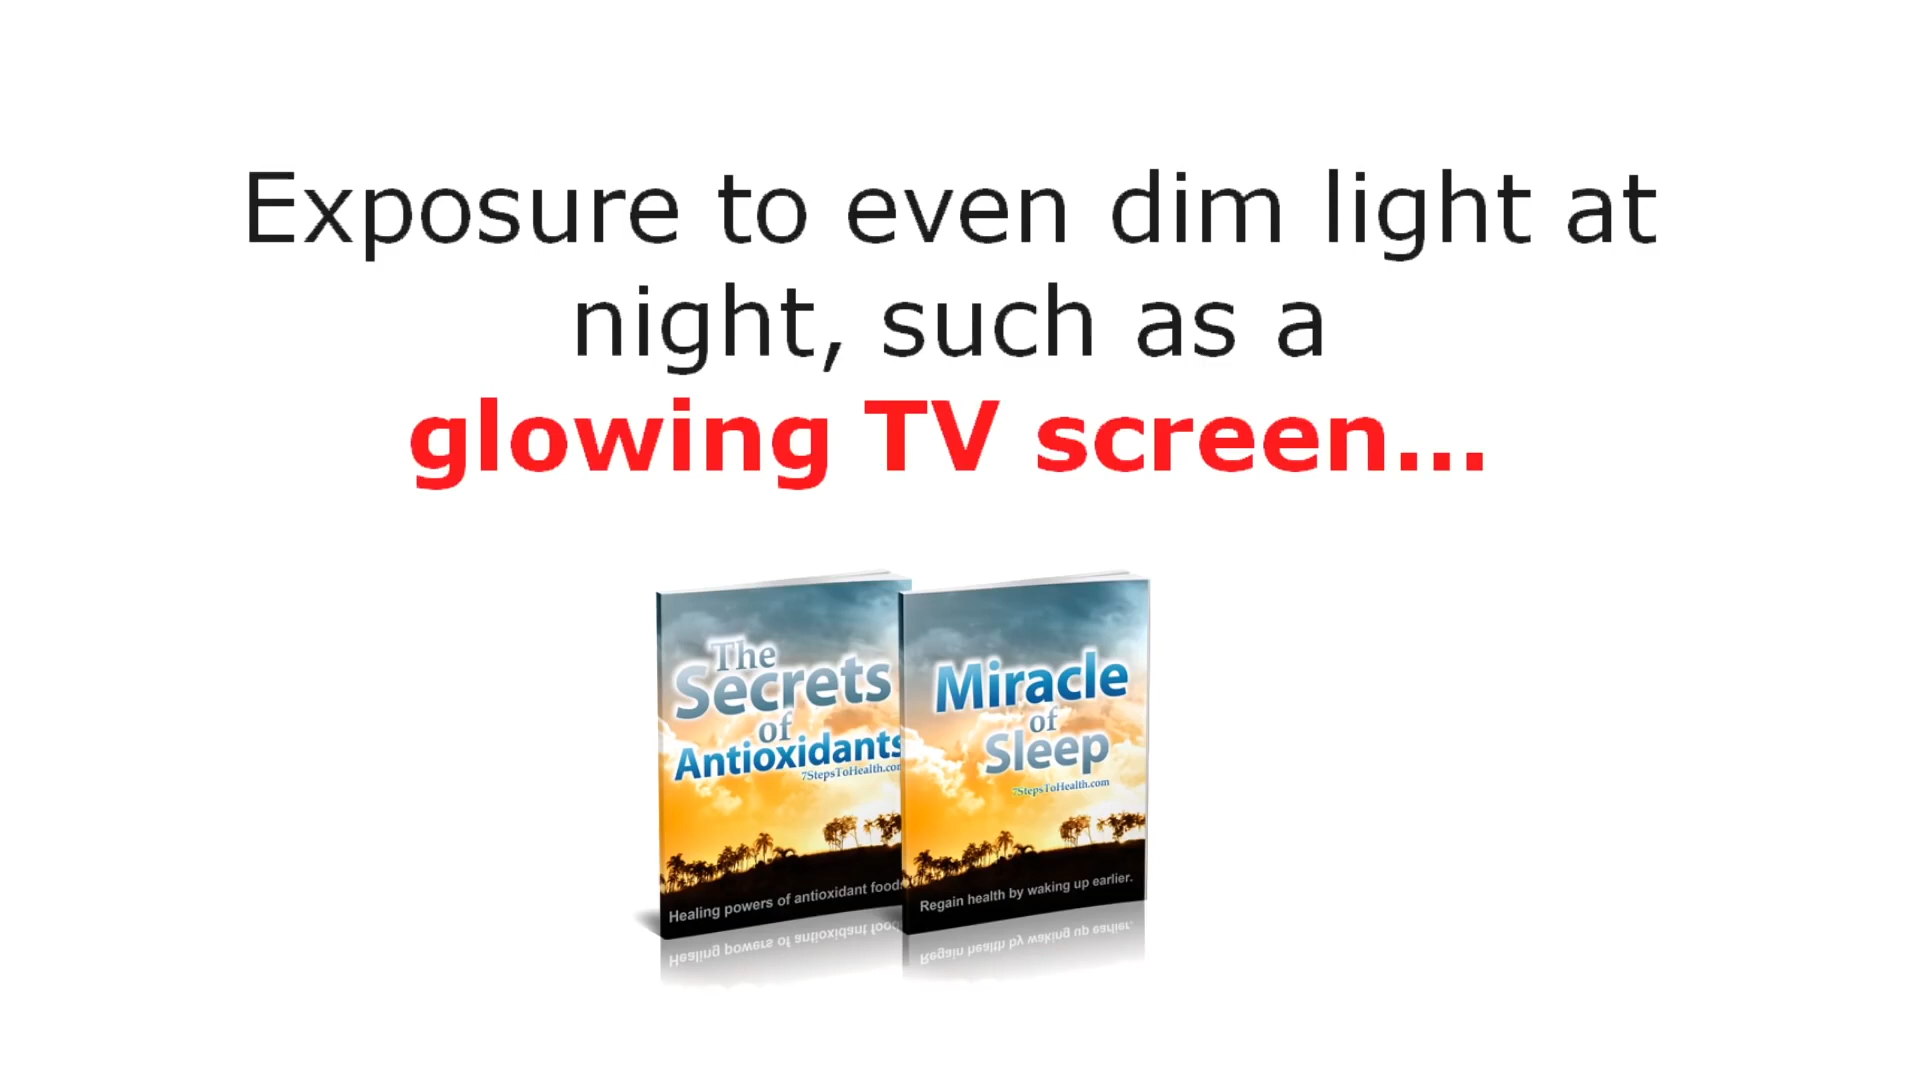 Exposure to even dim light at
night, such as a
glowing TV screen...
The
Secrets
of
Antioxidants
7StepsToHealth.com
Healing powers of antioxidant foods
Miracle
of
Sleep
7StepsToHealth.com
Regain health by waking up earlier.